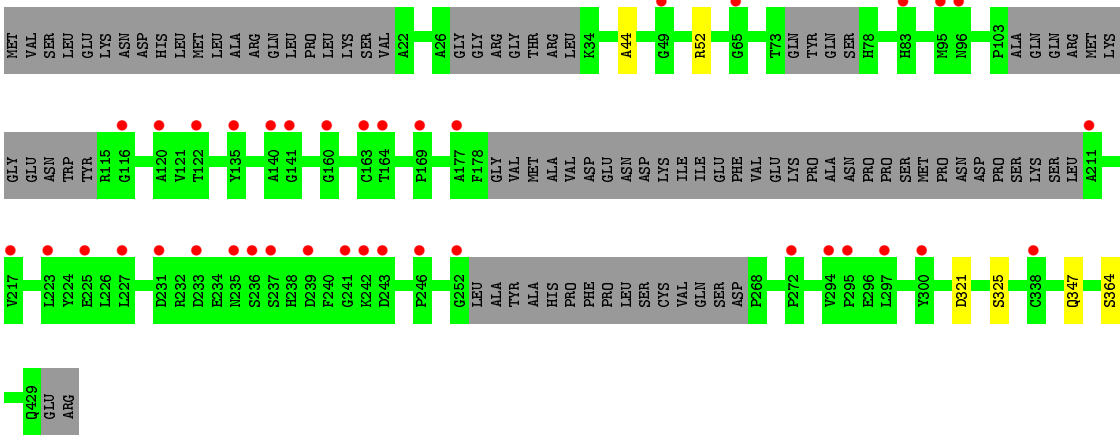 MET VAL SER LEU GLU LYS ASN ASP HIS LEU MET LEU ALA ARG GLN LEU PRO LEU LYS SER VAL A22 A26 GLY GLY ARG GLY THR ARG LEU K34 A44 G49 R52 G65 T73 GLN TYR GLN SER H78 H83 M95 N96 P103 ALA GLN GLN ARG MET LYS
GLY GLU ASN TRP TYR R115 G116 A120 V121 T122 Y135 A140 G141 G160 C163 T164 P169 A177 F178 GLY VAL MET ALA VAL ASP GLU ASN ASP LYS ILE ILE GLU PHE VAL GLU LYS PRO ALA ASN PRO PRO SER MET PRO ASN ASP PRO SER LYS SER LEU A211
V217 L223 Y224 E225 L226 L227 D231 R232 D233 E234 N235 S236 S237 H238 D239 F240 G241 K242 D243 P246 G252 LEU ALA TYR ALA HIS PRO PHE PRO LEU SER CYS VAL GLN SER ASP P268 P272 V294 P295 E296 L297 Y300 D321 S325 C338 Q347 S364
Q429 GLU ARG